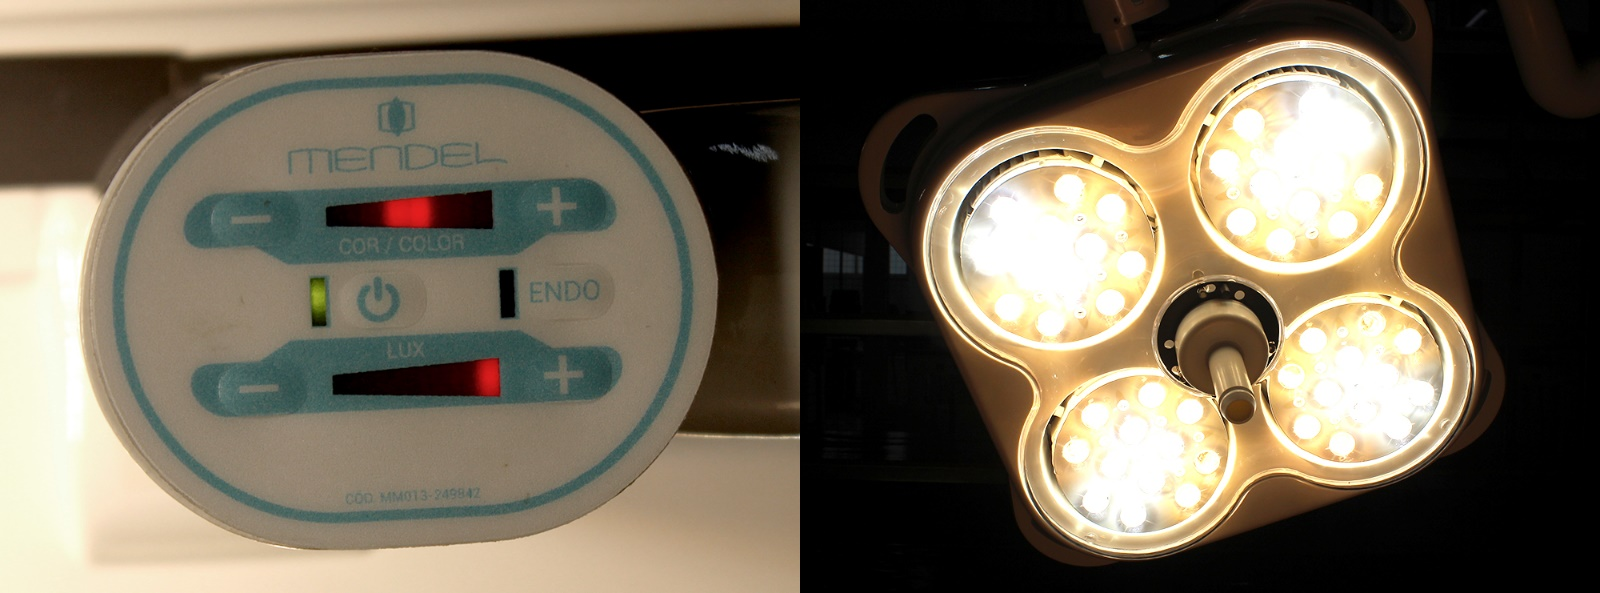 MENDEL
COR / COLOR
ENDO
LUX
COD. MM013-249842